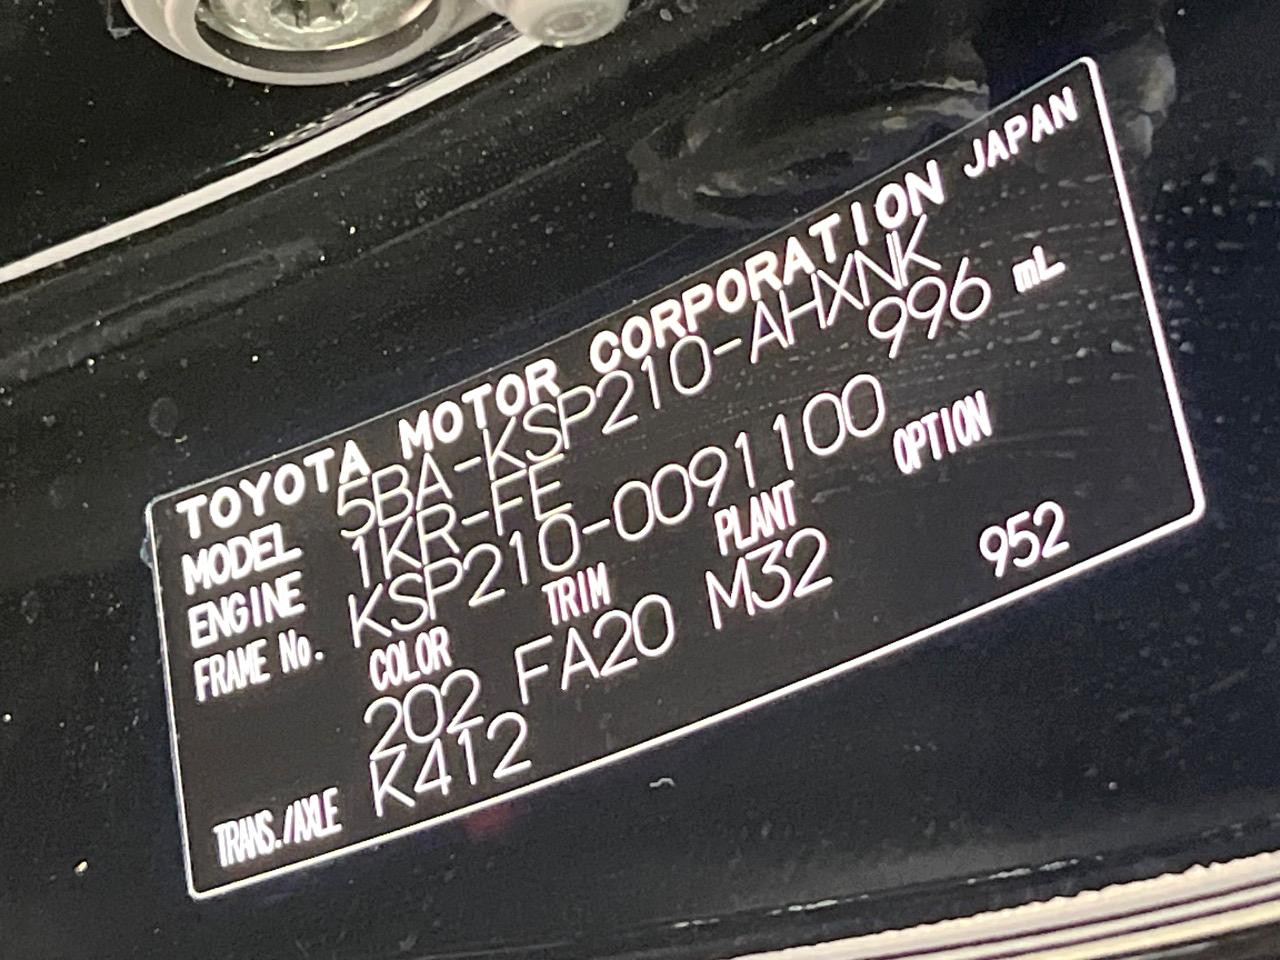 TOYOTA MOTOR CORPORATION JAPAN
MODEL 5BA-KSP210-AHXNK
ENGINE 1KR-FE 996 mL
FRAME No. KSP210-0091100
COLOR TRIM PLANT OPTION
202 FA20 M32 952
TRANS./AXLE K412